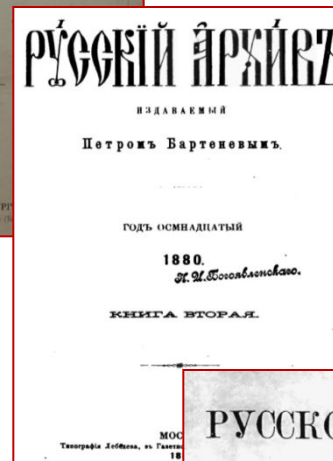 РУССКІЙ АРХИВЪ
ИЗДАВАЕМЫЙ
Петромъ Бартеневымъ.
ГОДЪ ОСМНАДЦАТЫЙ
1880.
Н. И. Богоявленскаго.
КНИГА ВТОРАЯ.
МОС
Типографія Лебедева, въ Газетн
18
РУССКО